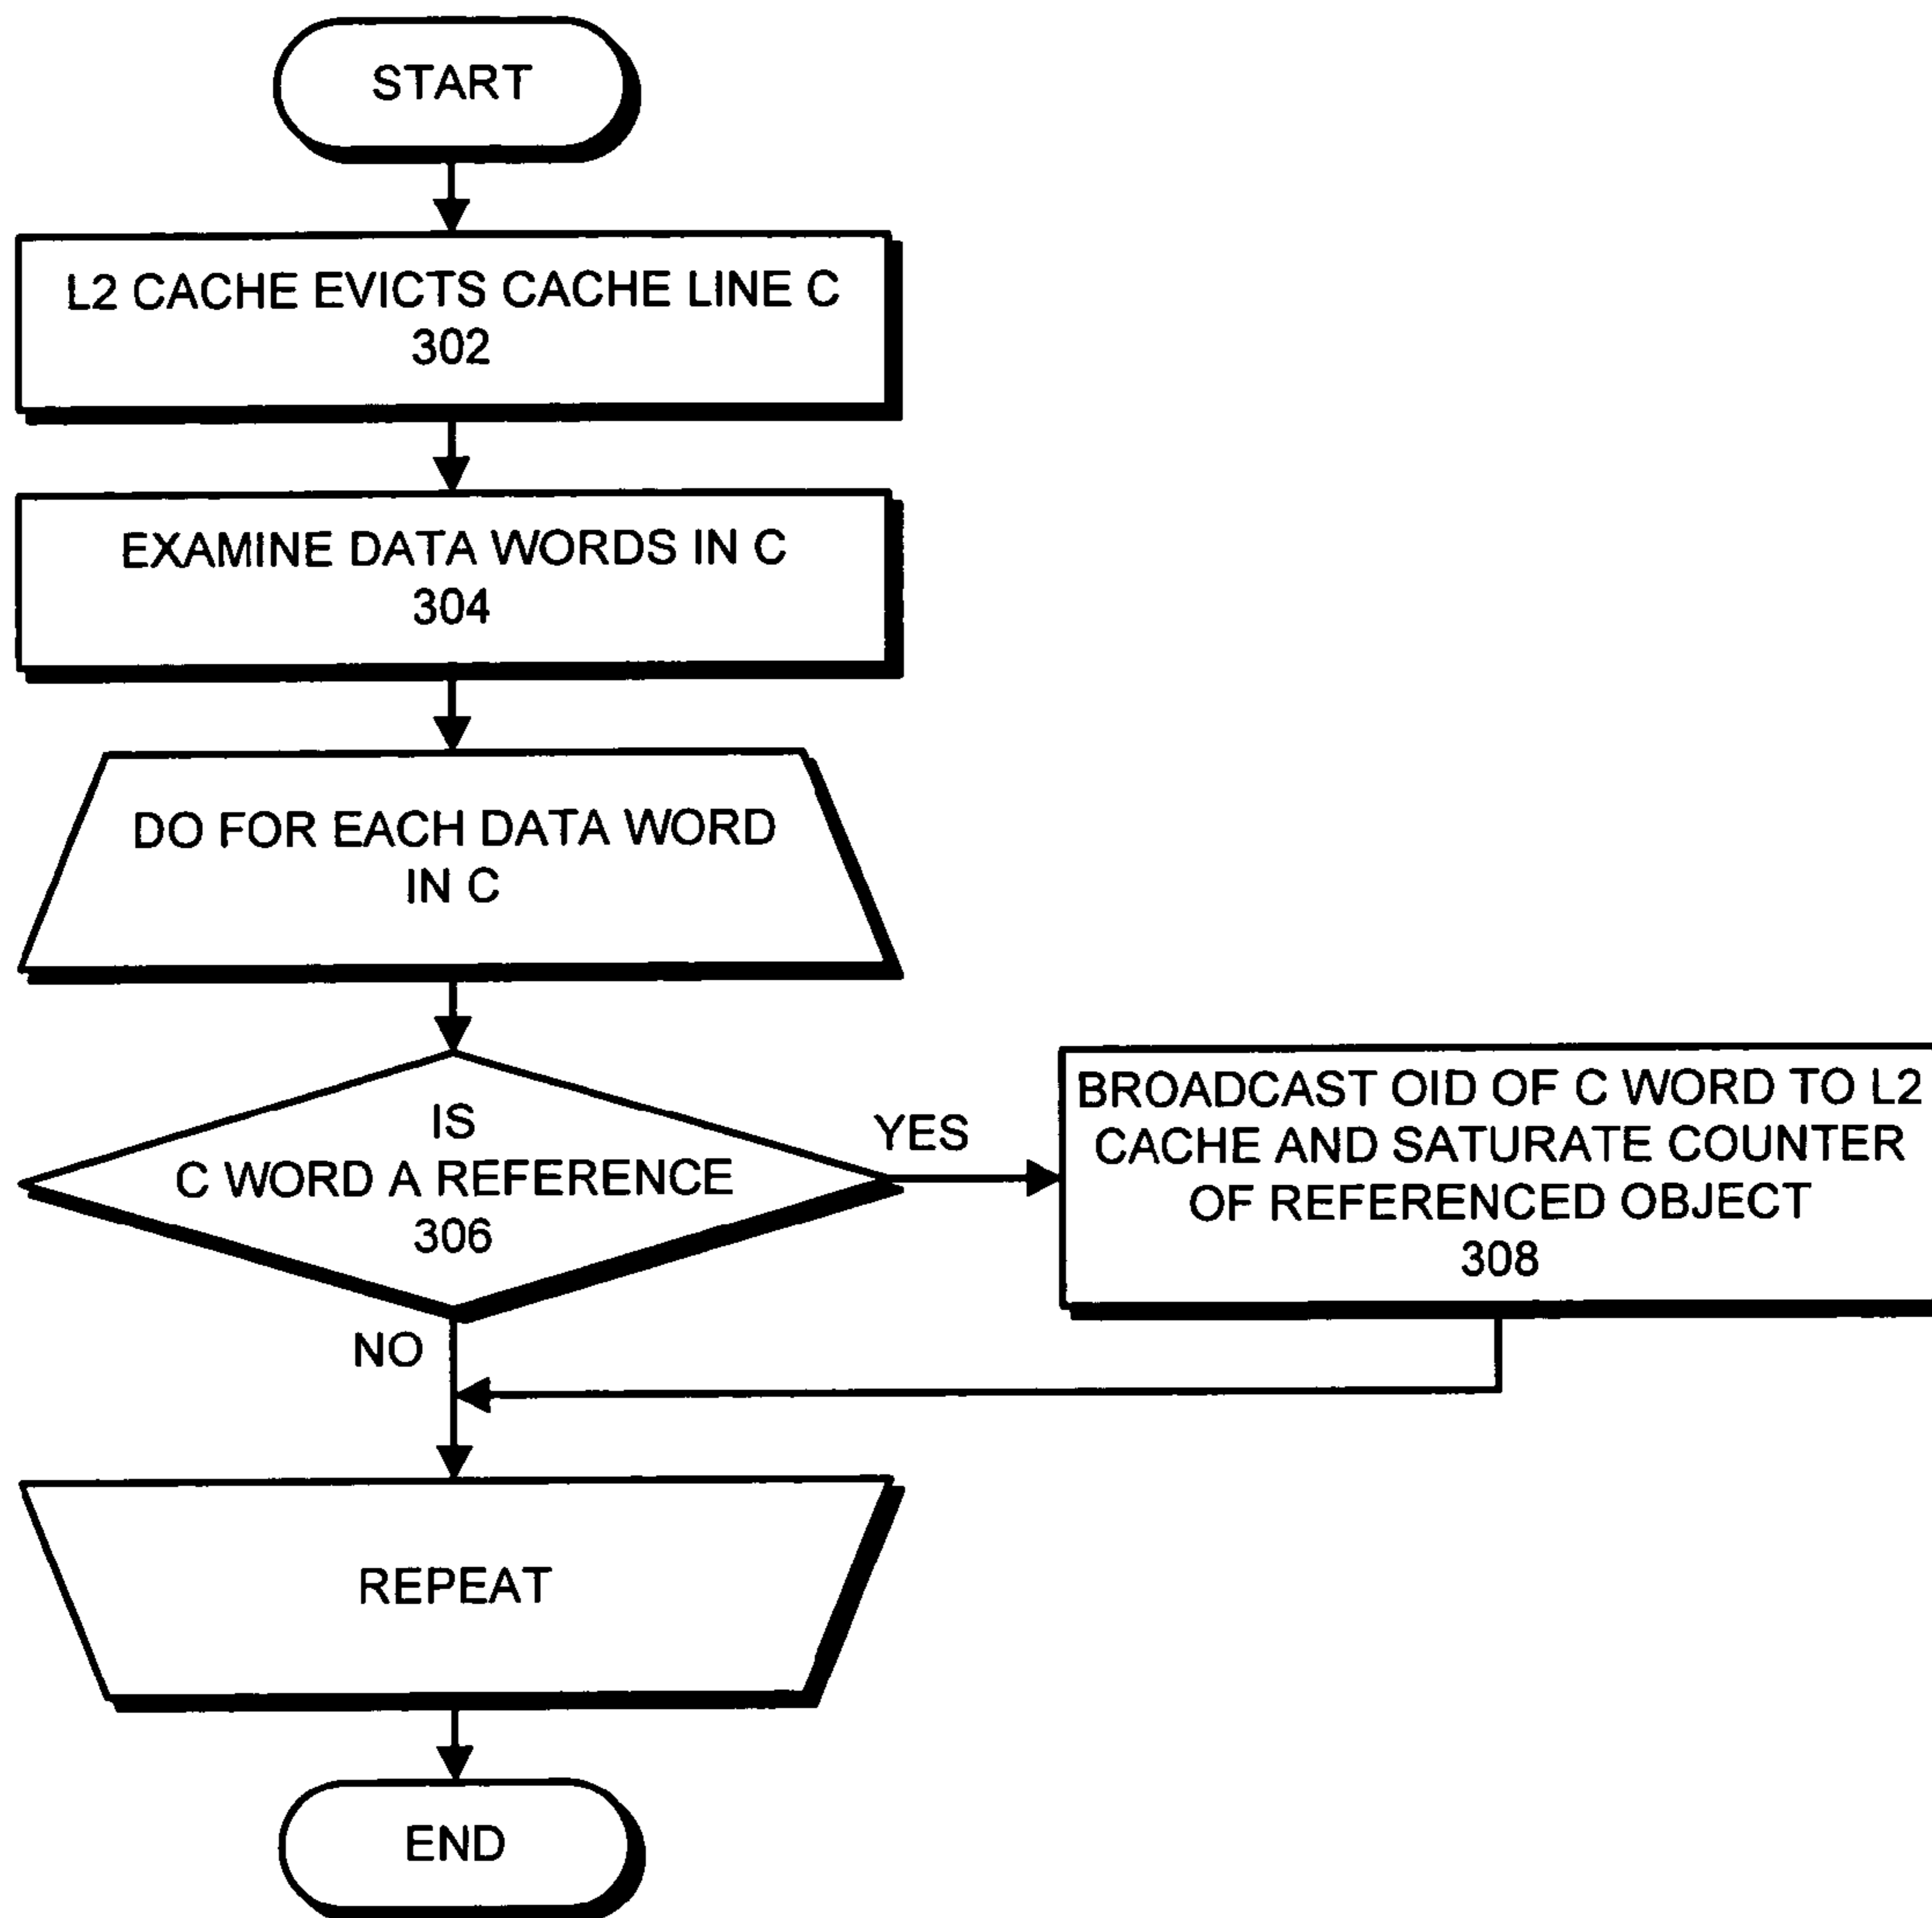 START
L2 CACHE EVICTS CACHE LINE C
302
EXAMINE DATA WORDS IN C
304
DO FOR EACH DATA WORD
IN C
IS
C WORD A REFERENCE
306
YES
BROADCAST OID OF C WORD TO L2
CACHE AND SATURATE COUNTER
OF REFERENCED OBJECT
308
NO
REPEAT
END